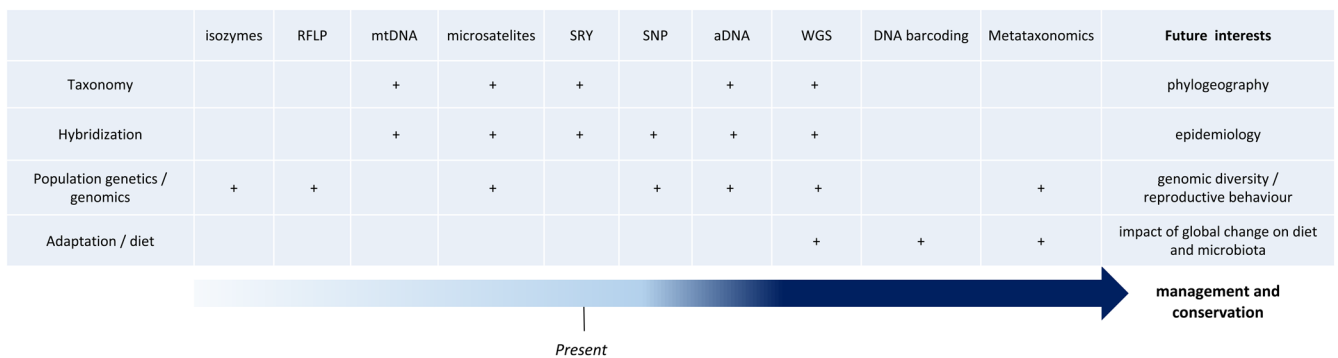 isozymes RFLP mtDNA microsatelites SRY SNP aDNA WGS DNA barcoding Metataxonomics Future interests
Taxonomy + + + + + phylogeography
Hybridization + + + + + + epidemiology
Population genetics /
genomics + + + + + + + genomic diversity /
reproductive behaviour
Adaptation / diet + + + impact of global change on diet
and microbiota
management and
conservation
Present